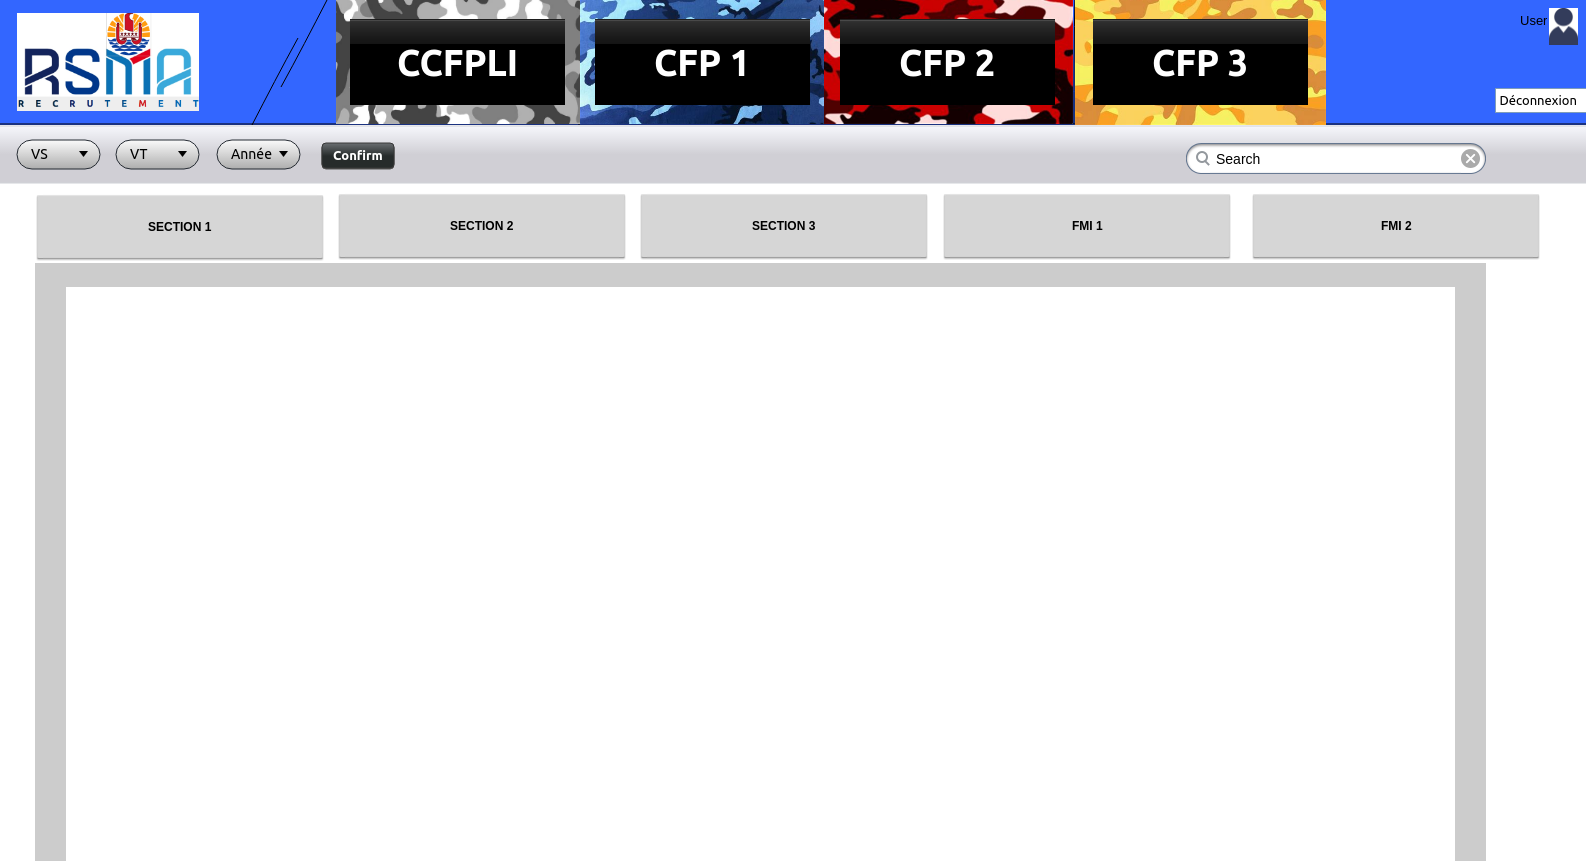 RSMA
RECRUTEMENT
CCFPLI
CFP 1
CFP 2
CFP 3
User
Déconnexion
VS
VT
Année
Confirm
Search
SECTION 1
SECTION 2
SECTION 3
FMI 1
FMI 2